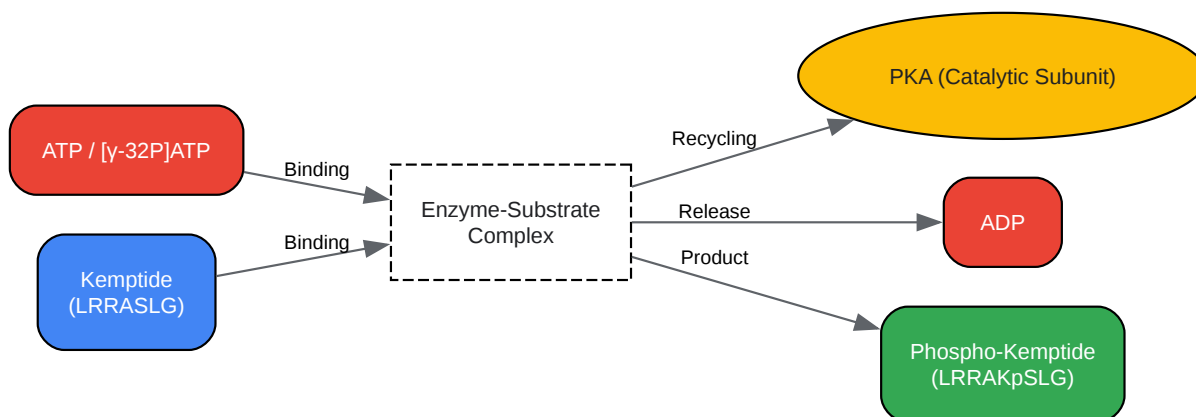 PKA (Catalytic Subunit)
ATP / [γ-32P]ATP
Binding
Recycling
Enzyme-Substrate
Complex
Release
ADP
Kemptide
(LRRASLG)
Binding
Product
Phospho-Kemptide
(LRRAKpSLG)